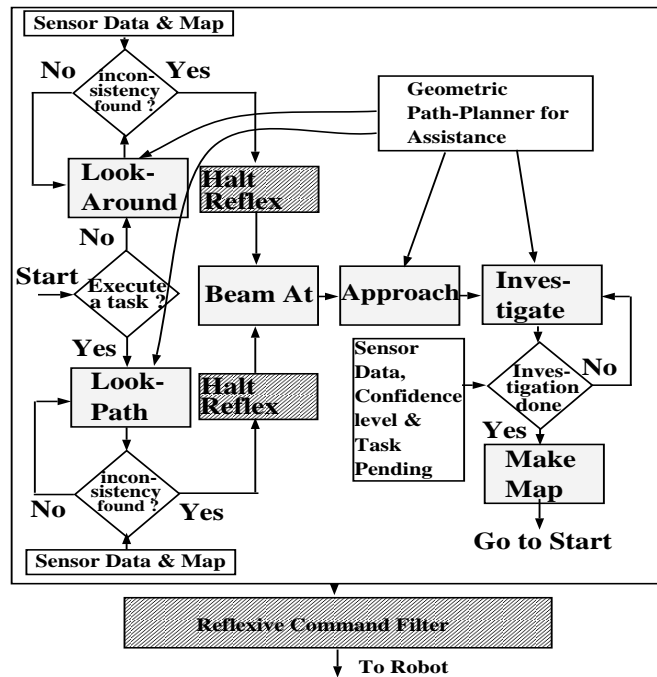 Sensor Data & Map
No
incon-
sistency
found ?
Yes
Geometric
Path-Planner for
Assistance
Look-
Around
Halt
Reflex
No
Start
Execute
a task ?
Beam At
Approach
Inves-
tigate
Yes
Look-
Path
Halt
Reflex
Sensor
Data,
Confidence
level &
Task
Pending
Inves-
tigation
done
No
Yes
incon-
sistency
found ?
No
Yes
Make
Map
Sensor Data & Map
Go to Start
Reflexive Command Filter
To Robot